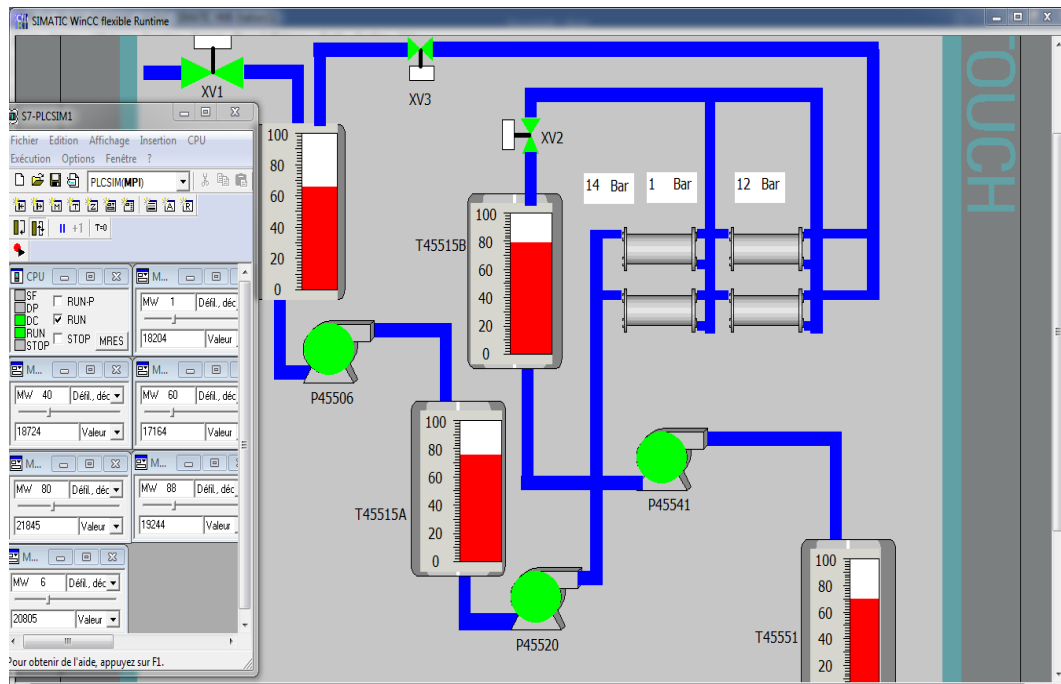 SIMATIC WinCC flexible Runtime
XV1
XV3
XV2
TOUCH
14 Bar
1 Bar
12 Bar
100
80
60
40
20
0
T45515B
100
80
60
40
20
0
P45506
T45515A
100
80
60
40
20
0
P45541
P45520
T45551
100
80
60
40
20
S7-PLCSIM1
Fichier Edition Affichage Insertion CPU
Exécution Options Fenêtre ?
PLCSIM(MPI)
+1 T=0
CPU
SF
DP
DC
RUN
STOP
RUN-P
RUN
STOP
MRES
M...
MW 1 Défil., déc
18204 Valeur
M...
MW 40 Défil., déc
18724 Valeur
M...
MW 60 Défil., déc
17164 Valeur
M...
MW 80 Défil., déc
21845 Valeur
M...
MW 88 Défil., déc
19244 Valeur
M...
MW 6 Défil., déc
20805 Valeur
Pour obtenir de l'aide, appuyez sur F1.